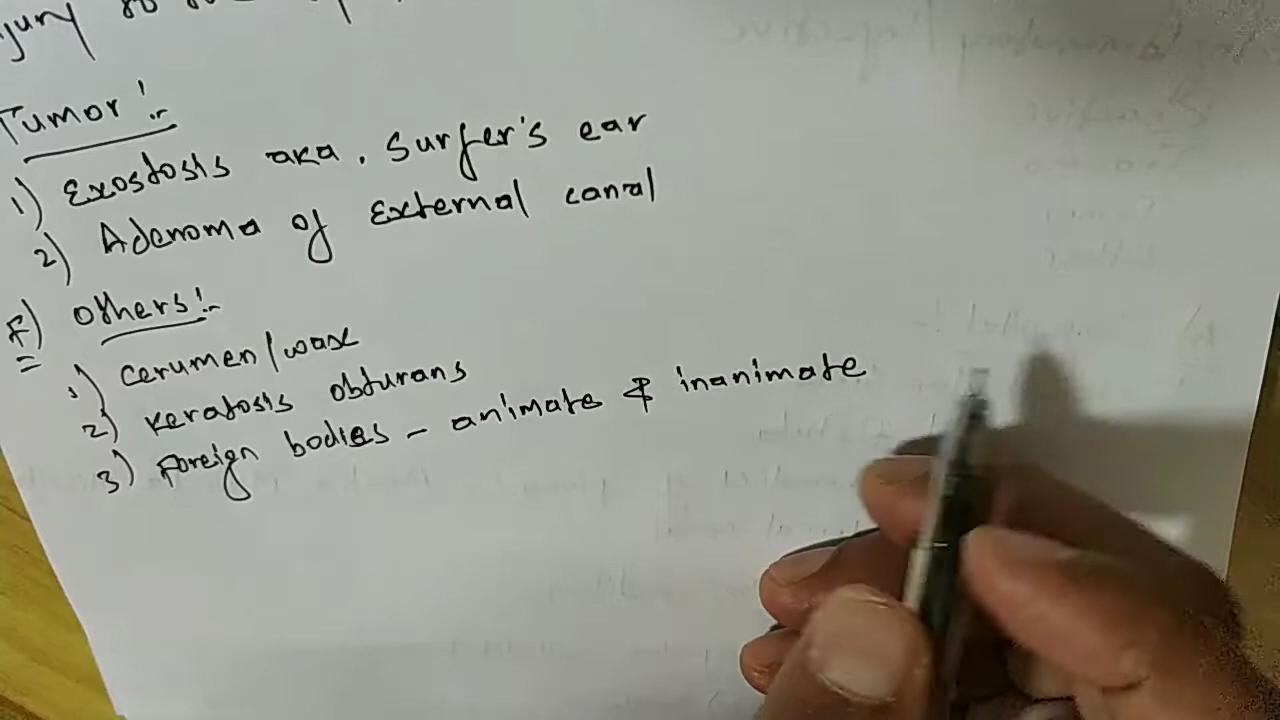 Tumor:-
1) Exostosis aka. Surfer's ear
2) Adenoma of External canal
F) Others:-
1) cerumen/wax
2) keratosis obturans
3) Foreign bodies - animate & inanimate